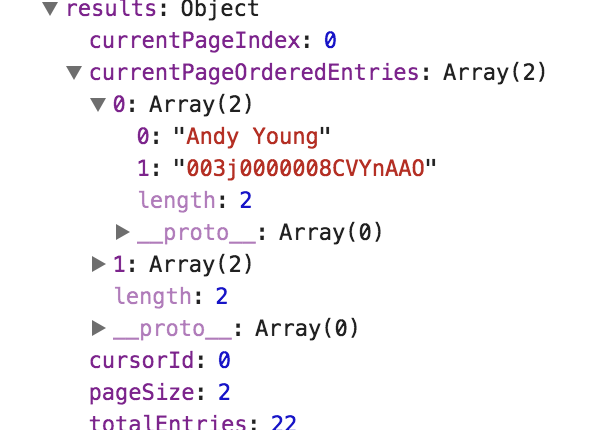 results: Object
currentPageIndex: 0
currentPageOrderedEntries: Array(2)
0: Array(2)
0: "Andy Young"
1: "003j0000008CVYnAAO"
length: 2
__proto__: Array(0)
1: Array(2)
length: 2
__proto__: Array(0)
cursorId: 0
pageSize: 2
totalEntries: 22